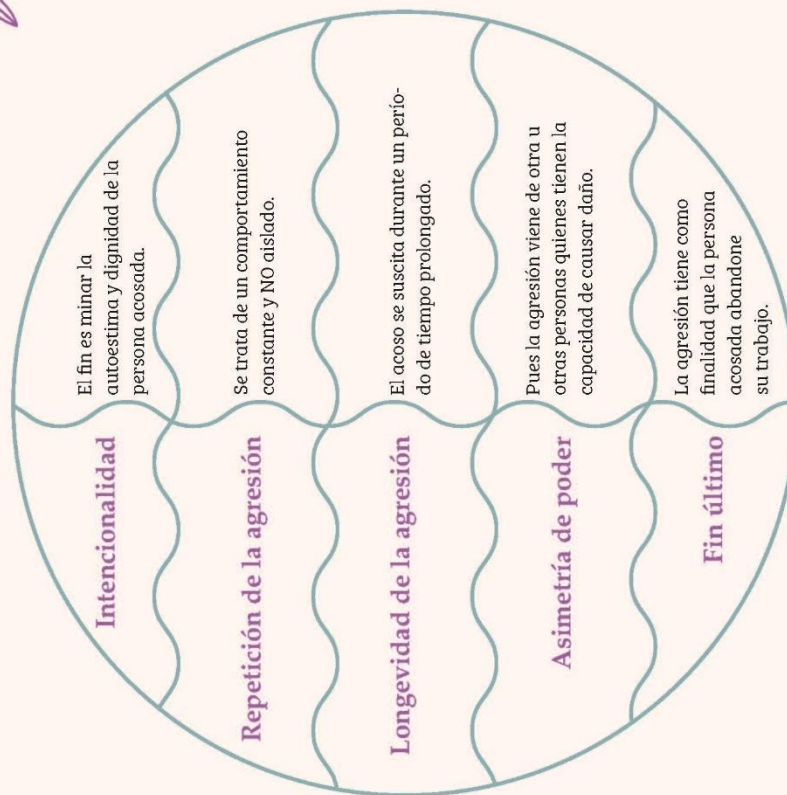 Intencionalidad
El fin es minar la
autoestima y dignidad de la
persona acosada.
Repetición de la agresión
Se trata de un comportamiento
constante y NO aislado.
Longevidad de la agresión
El acoso se suscita durante un perío-
do de tiempo prolongado.
Asimetría de poder
Pues la agresión viene de otra u
otras personas quienes tienen la
capacidad de causar daño.
Fin último
La agresión tiene como
finalidad que la persona
acosada abandone
su trabajo.